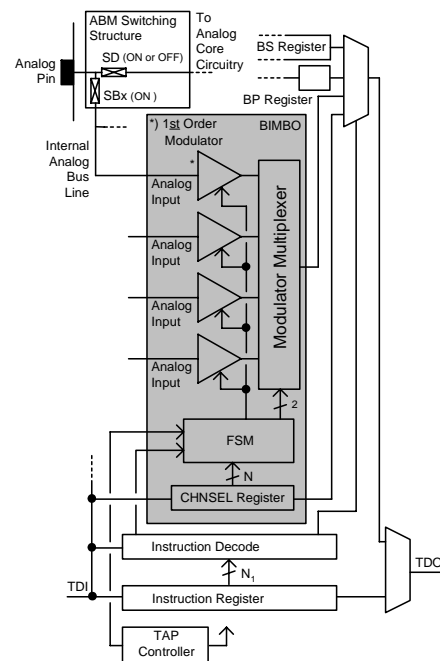 ABM Switching
Structure
SD (ON or OFF)
SBx (ON )
Analog
Pin
To
Analog
Core
Circuitry
BS Register
BP Register
*) 1st Order
Modulator
BIMBO
Internal
Analog
Bus
Line
*
Analog
Input
Analog
Input
Analog
Input
Analog
Input
Modulator Multiplexer
2
FSM
N
CHNSEL Register
Instruction Decode
N1
TDI
Instruction Register
TDO
TAP
Controller